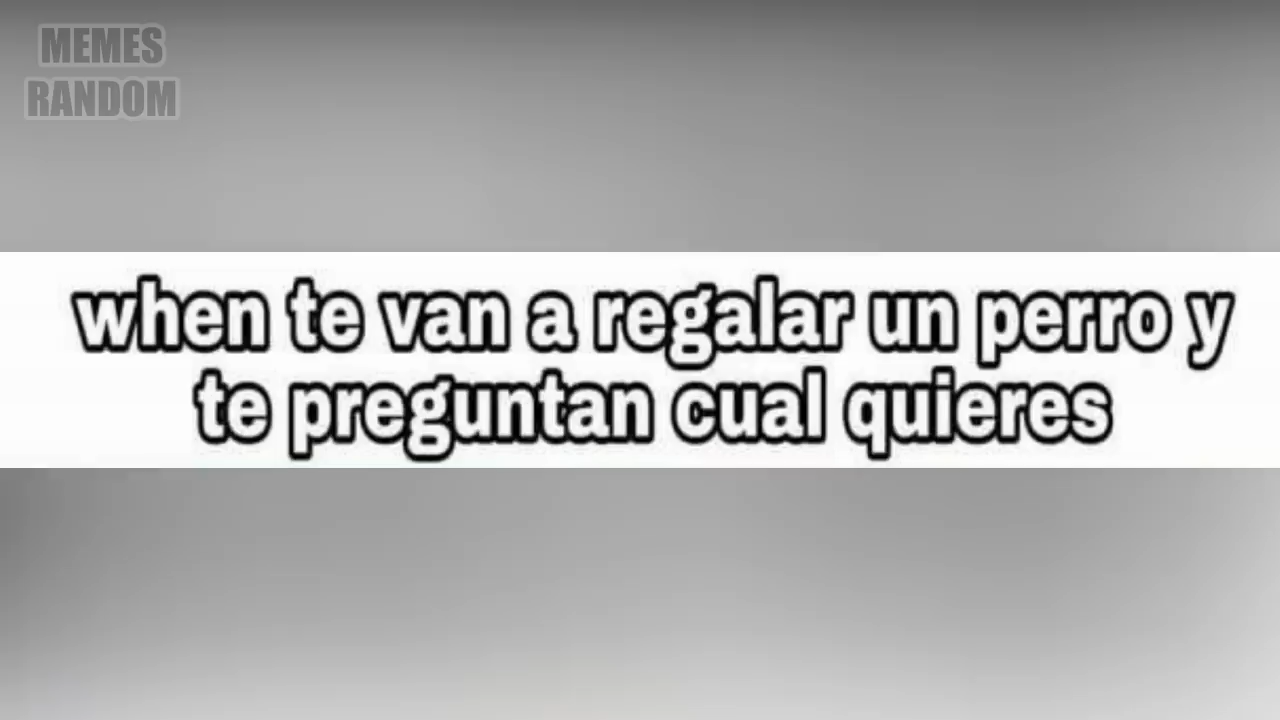 MEMES
RANDOM
when te van a regalar un perro y
te preguntan cual quieres